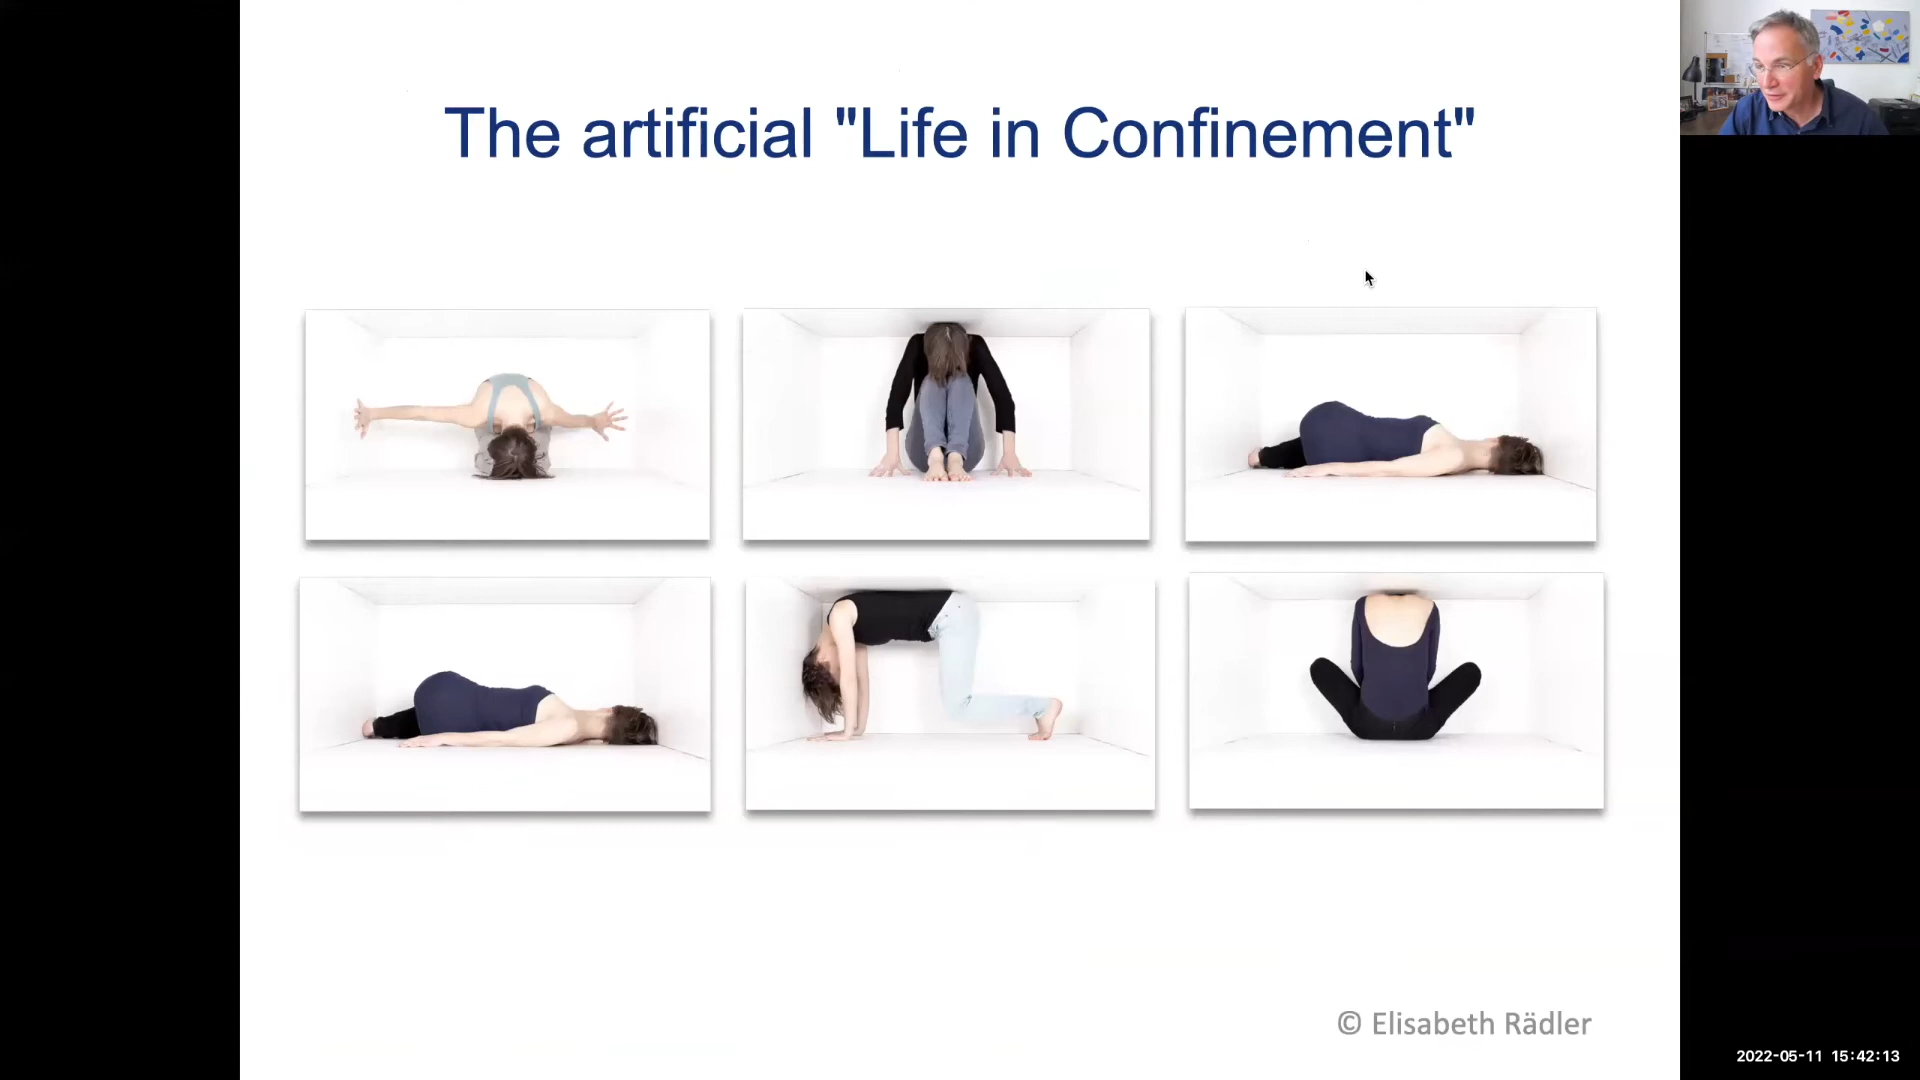 The artificial "Life in Confinement"
© Elisabeth Rädler
2022-05-11 15:42:13